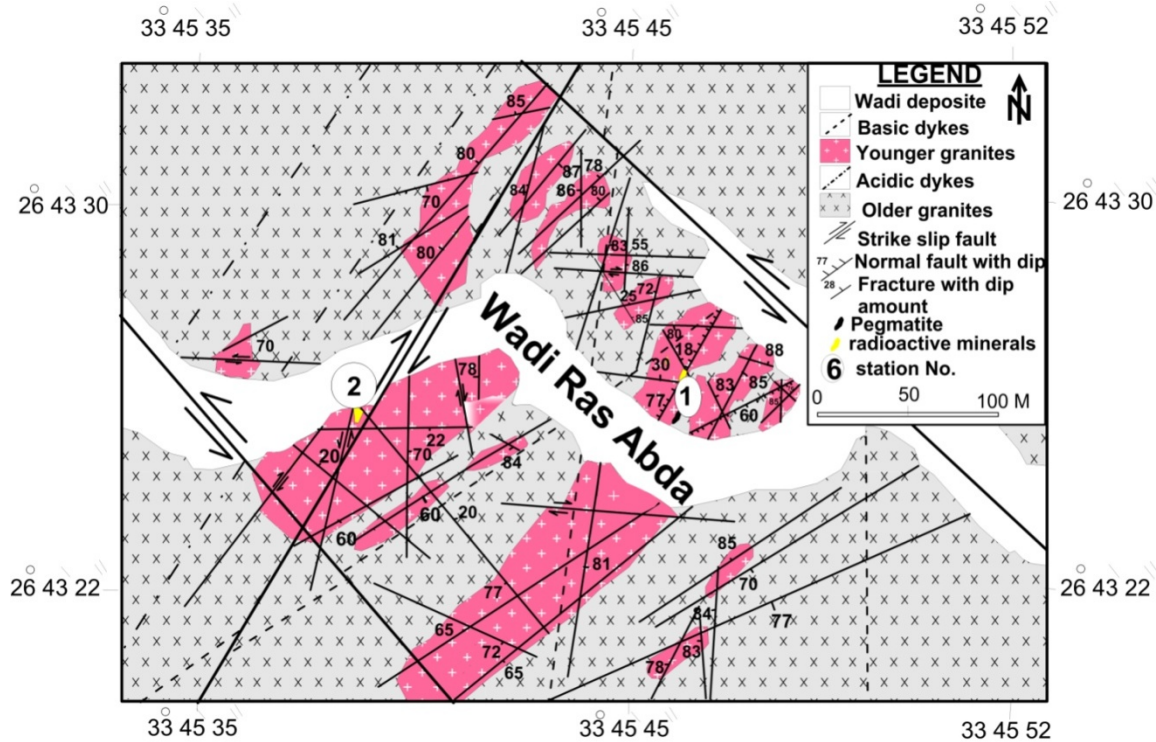 33 45 35
33 45 45
33 45 52
26 43 30
26 43 30
26 43 22
26 43 22
33 45 35
33 45 45
33 45 52
LEGEND
N
Wadi deposite
Basic dykes
Younger granites
Acidic dykes
Older granites
Strike slip fault
77 Normal fault with dip
28 Fracture with dip
amount
Pegmatite
radioactive minerals
6 station No.
0 50 100 M
Wadi Ras Abda
85
80
70
81
80
87
78
84
86
80
83
55
86
25
72
85
70
80
18
30
77
1
83
88
85
85
60
2
78
22
70
20
84
60
60
20
81
77
65
72
65
85
70
84
77
83
78